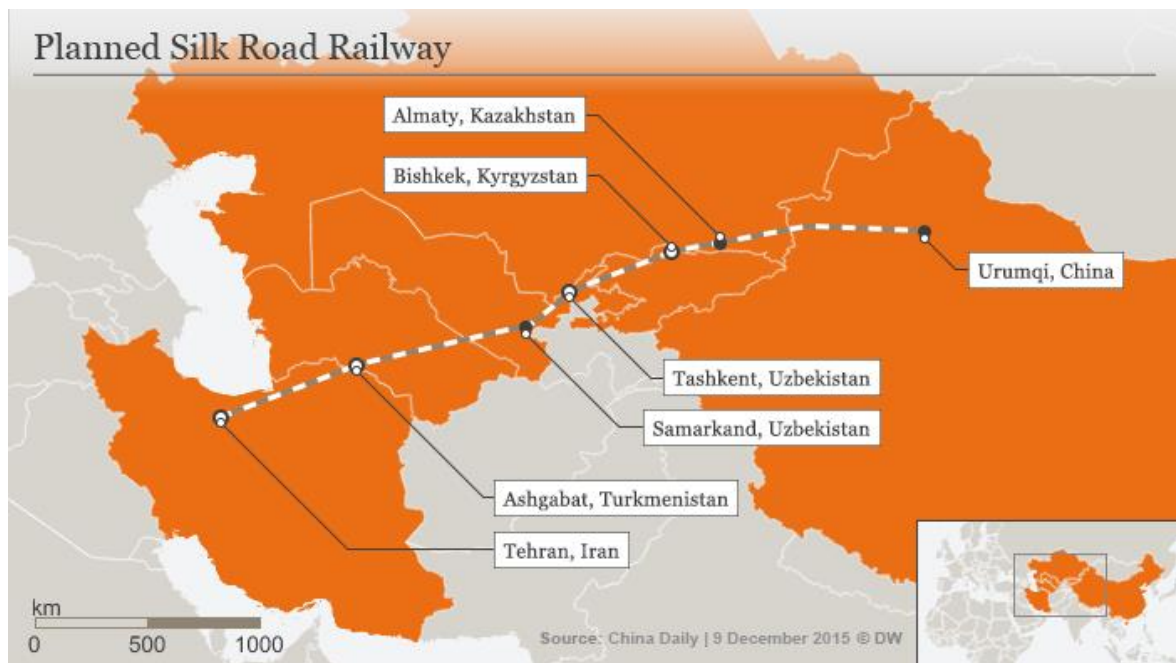 Planned Silk Road Railway
Almaty, Kazakhstan
Bishkek, Kyrgyzstan
Urumqi, China
Tashkent, Uzbekistan
Samarkand, Uzbekistan
Ashgabat, Turkmenistan
Tehran, Iran
km
0 500 1000
Source: China Daily | 9 December 2015 © DW